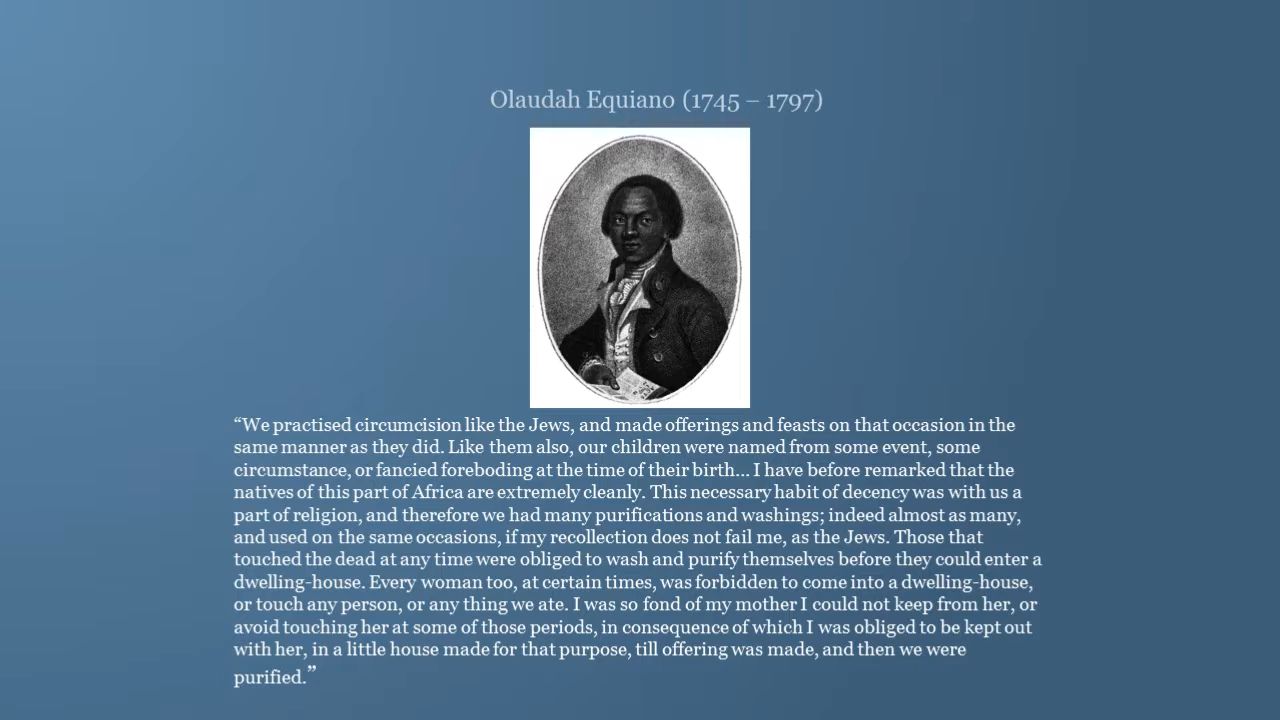 Olaudah Equiano (1745 – 1797)
“We practised circumcision like the Jews, and made offerings and feasts on that occasion in the
same manner as they did. Like them also, our children were named from some event, some
circumstance, or fancied foreboding at the time of their birth... I have before remarked that the
natives of this part of Africa are extremely cleanly. This necessary habit of decency was with us a
part of religion, and therefore we had many purifications and washings; indeed almost as many,
and used on the same occasions, if my recollection does not fail me, as the Jews. Those that
touched the dead at any time were obliged to wash and purify themselves before they could enter a
dwelling-house. Every woman too, at certain times, was forbidden to come into a dwelling-house,
or touch any person, or any thing we ate. I was so fond of my mother I could not keep from her, or
avoid touching her at some of those periods, in consequence of which I was obliged to be kept out
with her, in a little house made for that purpose, till offering was made, and then we were
purified.”